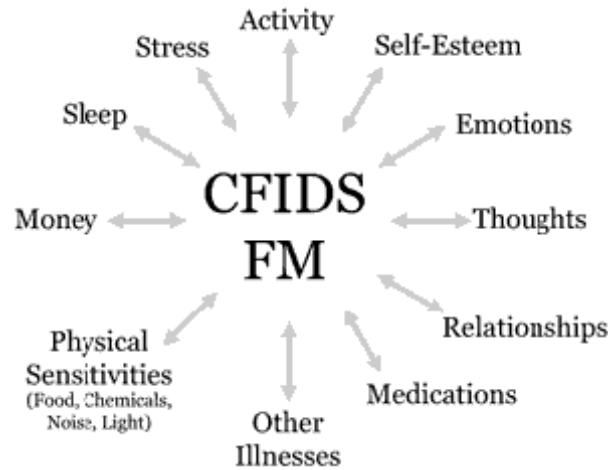 Activity
Stress
Self-Esteem
Sleep
Emotions
CFIDS
FM
Money
Thoughts
Physical
Sensitivities
(Food, Chemicals,
Noise, Light)
Relationships
Medications
Other
Illnesses